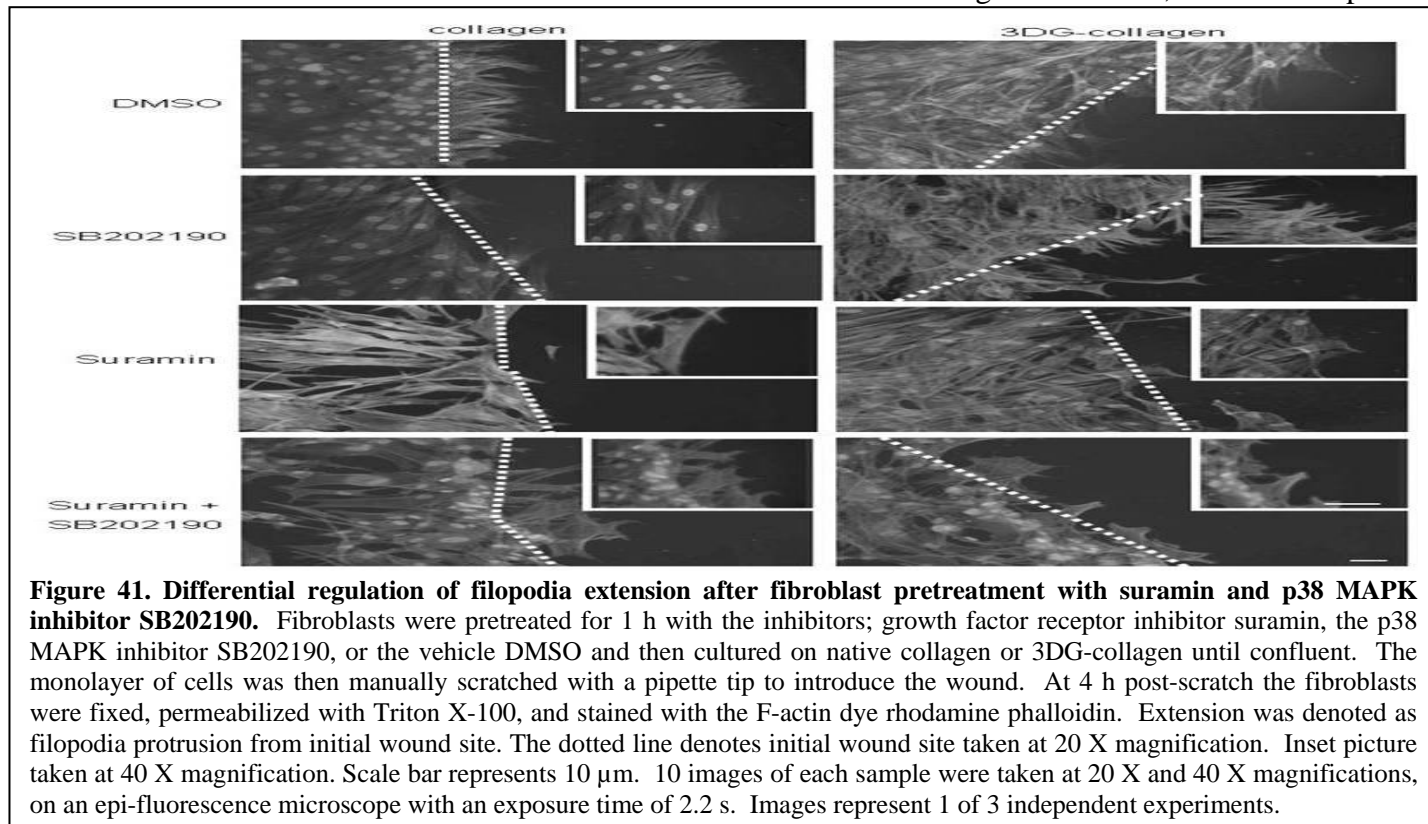 collagen
3DG-collagen
DMSO
SB202190
Suramin
Suramin +
SB202190
Figure 41. Differential regulation of filopodia extension after fibroblast pretreatment with suramin and p38 MAPK
inhibitor SB202190. Fibroblasts were pretreated for 1 h with the inhibitors; growth factor receptor inhibitor suramin, the p38
MAPK inhibitor SB202190, or the vehicle DMSO and then cultured on native collagen or 3DG-collagen until confluent. The
monolayer of cells was then manually scratched with a pipette tip to introduce the wound. At 4 h post-scratch the fibroblasts
were fixed, permeabilized with Triton X-100, and stained with the F-actin dye rhodamine phalloidin. Extension was denoted as
filopodia protrusion from initial wound site. The dotted line denotes initial wound site taken at 20 X magnification. Inset picture
taken at 40 X magnification. Scale bar represents 10 µm. 10 images of each sample were taken at 20 X and 40 X magnifications,
on an epi-fluorescence microscope with an exposure time of 2.2 s. Images represent 1 of 3 independent experiments.